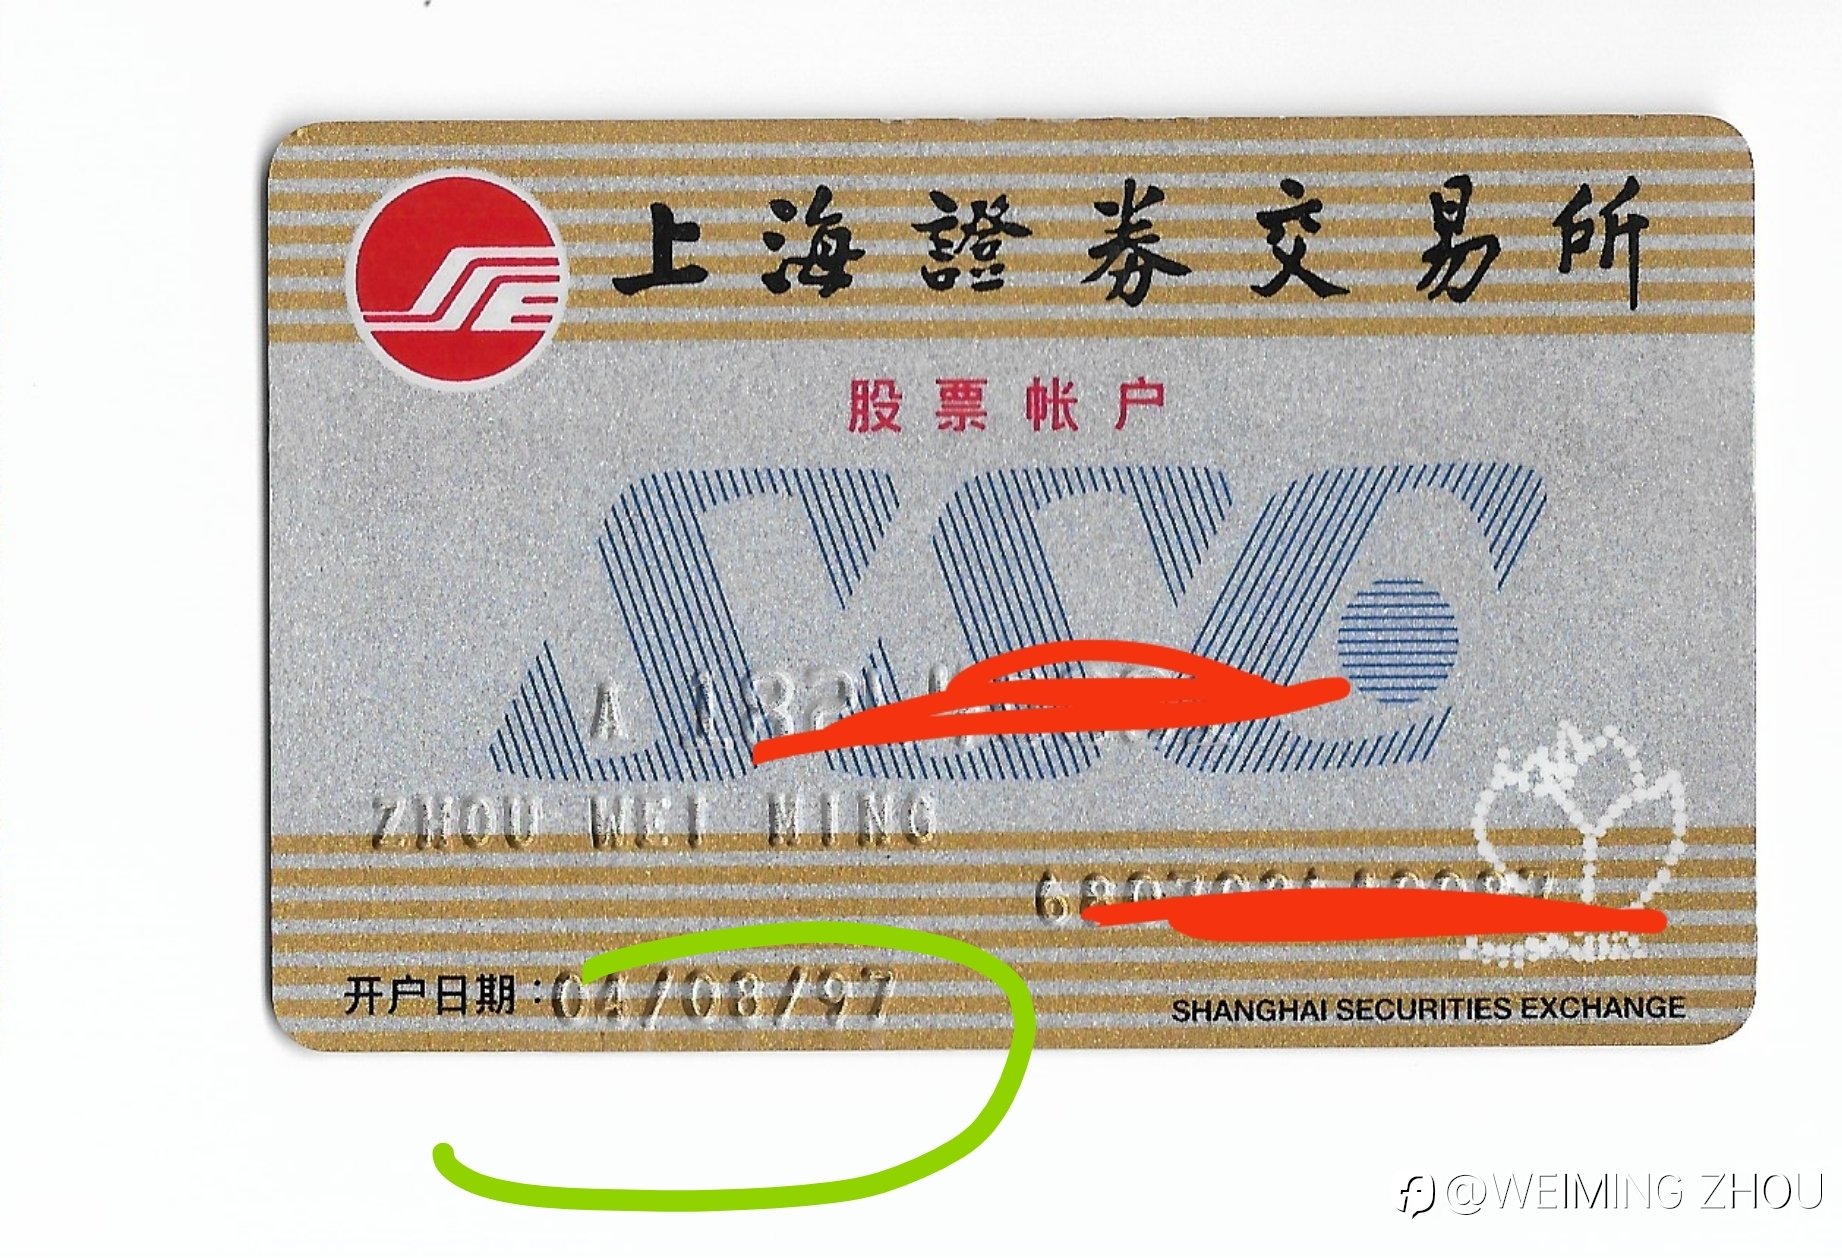 上海證券交易所
股票帐户
A 182
ZHOU WEI MING
开户日期：04/08/97
SHANGHAI SECURITIES EXCHANGE
@WEIMING ZHOU